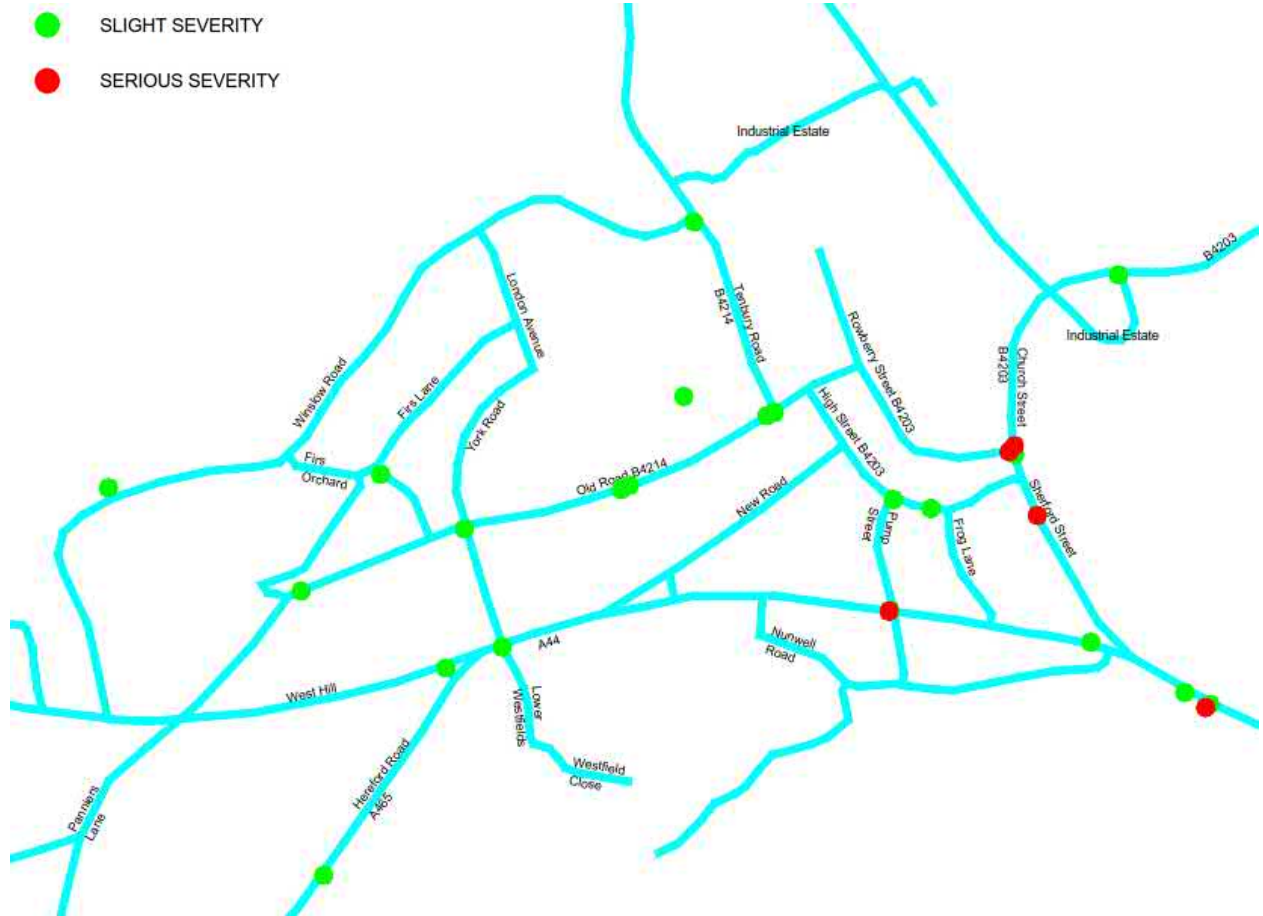 SLIGHT SEVERITY
SERIOUS SEVERITY
Industrial Estate
B4203
Tenbury Road
B4214
London Avenue
Rowberry Street B4203
Industrial Estate
Church Street
B4203
Winslow Road
Firs Lane
York Road
High Street B4203
Firs
Orchard
Old Road B4214
New Road
Sherford Street
Pump
Street
Frog Lane
Nunwell
Road
A44
West Hill
Lower
Westfields
Hereford Road
A465
Westfield
Close
Panniers
Lane